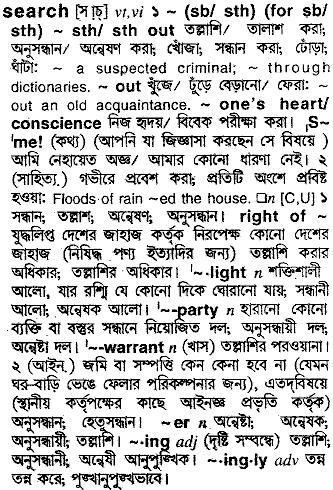 search [সাচ্] vt,vi ১ ~ (sb/ sth) (for sb/
sth) ~ sth/ sth out তল্লাশি/ তালাশ করা;
অনুসন্ধান/ অন্বেষণ করা; খোঁজা; সন্ধান করা; ঢোঁড়া;
ঘাঁটা: ~ a suspected criminal; ~ through
dictionaries. ~ out খুঁজে/ ঢুঁড়ে বেড়ানো/ ফেরা: ~
out an old acquaintance. ~ one's heart/
conscience নিজ হৃদয়/ বিবেক পরীক্ষা করা। ˌS~
ˈme! (কথ্য) (আপনি যা জিজ্ঞাসা করছেন সে বিষয়ে )
আমি নেহায়েত অজ্ঞ/ আমার কোনো ধারণা নেই। ২
(সাহিত্য.) গভীরে প্রবেশ করা; প্রতিটি অংশে প্রবিষ্ট
হওয়া: Floods of rain ~ed the house. □n [C,U] ১
সন্ধান; তল্লাশ; অন্বেষণ; অনুসন্ধান। right of ~
যুদ্ধলিপ্ত দেশের জাহাজ কর্তৃক নিরপেক্ষ কোনো দেশের
জাহাজ (নিষিদ্ধ পণ্য ইত্যাদির জন্য) তল্লাশি করার
অধিকার; তল্লাশির অধিকার। ˈ~·light n শক্তিশালী
আলো, যার রশ্মি যে কোনো দিকে ঘোরানো যায়; সন্ধানী
আলো; অন্বেষক আলো। ˈ~-party n হারানো কোনো
ব্যক্তি বা বস্তুর সন্ধানে নিয়োজিত দল; অনুসন্ধায়ী দল;
অন্বেষ্টা দল। ˈ~-warrant n (খাস) তল্লাশির পরওয়ানা।
২ (আইন.) জমি বা সম্পত্তি কেন কেনা হবে না (যেমন
ঘর-বাড়ি ভেঙে ফেলার পরিকল্পনার জন্য), এতদ্‌বিষয়ে
(স্থানীয় কর্তৃপক্ষের কাছে আইনজ্ঞ প্রভৃতি কর্তৃক)
অনুসন্ধান; হেতুসন্ধান। ~er n অন্বেষ্টা; অন্বেষক;
অনুসন্ধায়ী; তল্লাশি। ~·ing adj (দৃষ্টি সম্বন্ধে) তল্লাশি;
অনুসন্ধানী; অন্বেষী আনুপুঙ্খিক। ~·ing·ly adv তন্ন
তন্ন করে; পুঙ্খানুপুঙ্খভাবে।